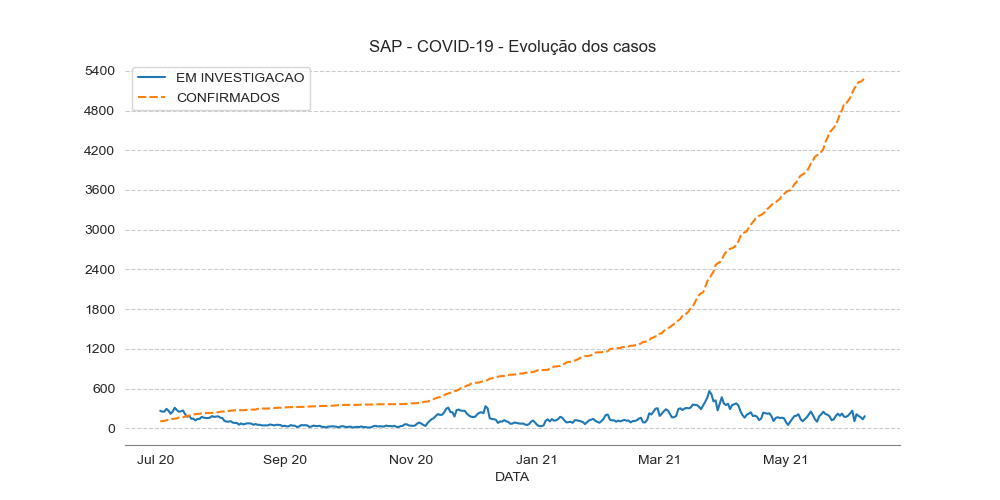 SAP - COVID-19 - Evolução dos casos
EM INVESTIGACAO
CONFIRMADOS
5400
4800
4200
3600
3000
2400
1800
1200
600
0
Jul 20 Sep 20 Nov 20 Jan 21 Mar 21 May 21
DATA